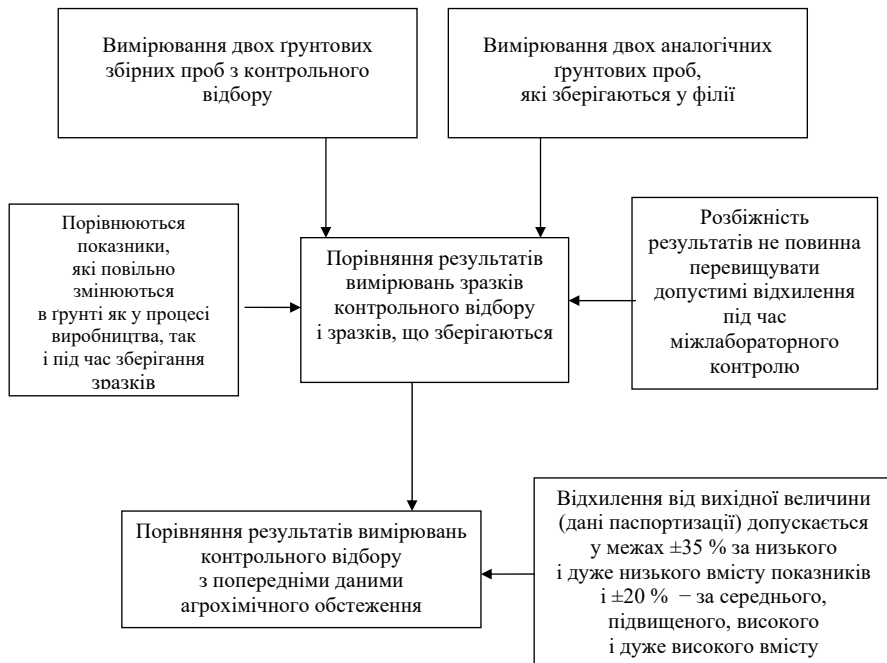 Вимірювання двох ґрунтових
збірних проб з контрольного
відбору
Вимірювання двох аналогічних
ґрунтових проб,
які зберігаються у філії
Порівнюються
показники,
які повільно
змінюються
в ґрунті як у процесі
виробництва, так
і під час зберігання
зразків
Порівняння результатів
вимірювань зразків
контрольного відбору
і зразків, що зберігаються
Розбіжність
результатів не повинна
перевищувати
допустимі відхилення
під час
міжлабораторного
контролю
Порівняння результатів вимірювань
контрольного відбору
з попередніми даними
агрохімічного обстеження
Відхилення від вихідної величини
(дані паспортизації) допускається
у межах ±35 % за низького
і дуже низького вмісту показників
і ±20 % − за середнього,
підвищеного, високого
і дуже високого вмісту